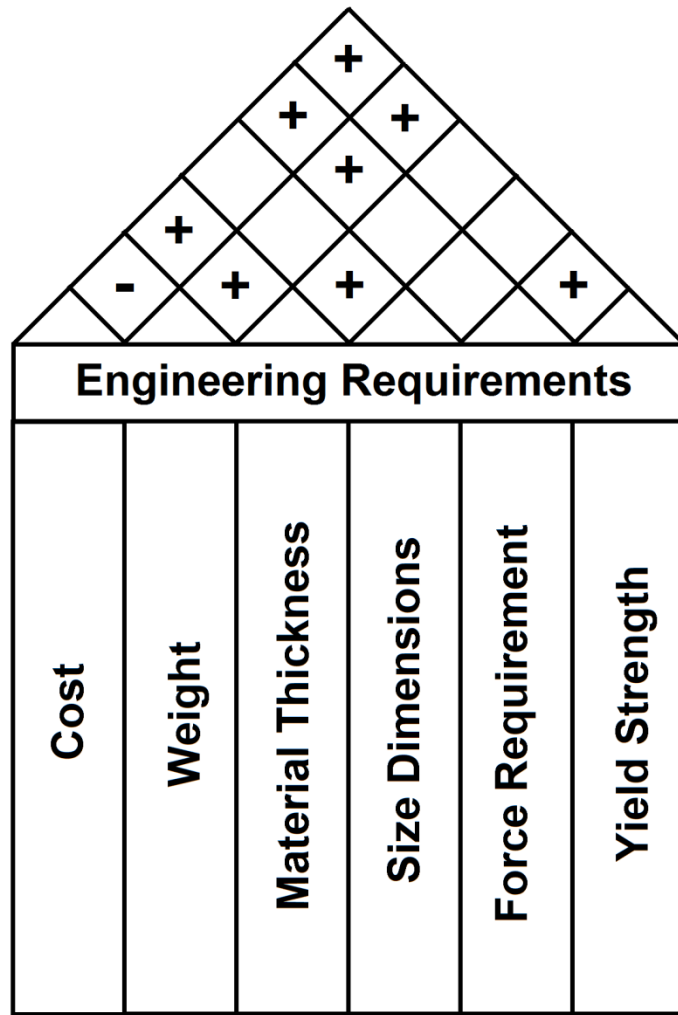 +
+ +
+
+
- + + +
Engineering Requirements
Cost
Weight
Material Thickness
Size Dimensions
Force Requirement
Yield Strength